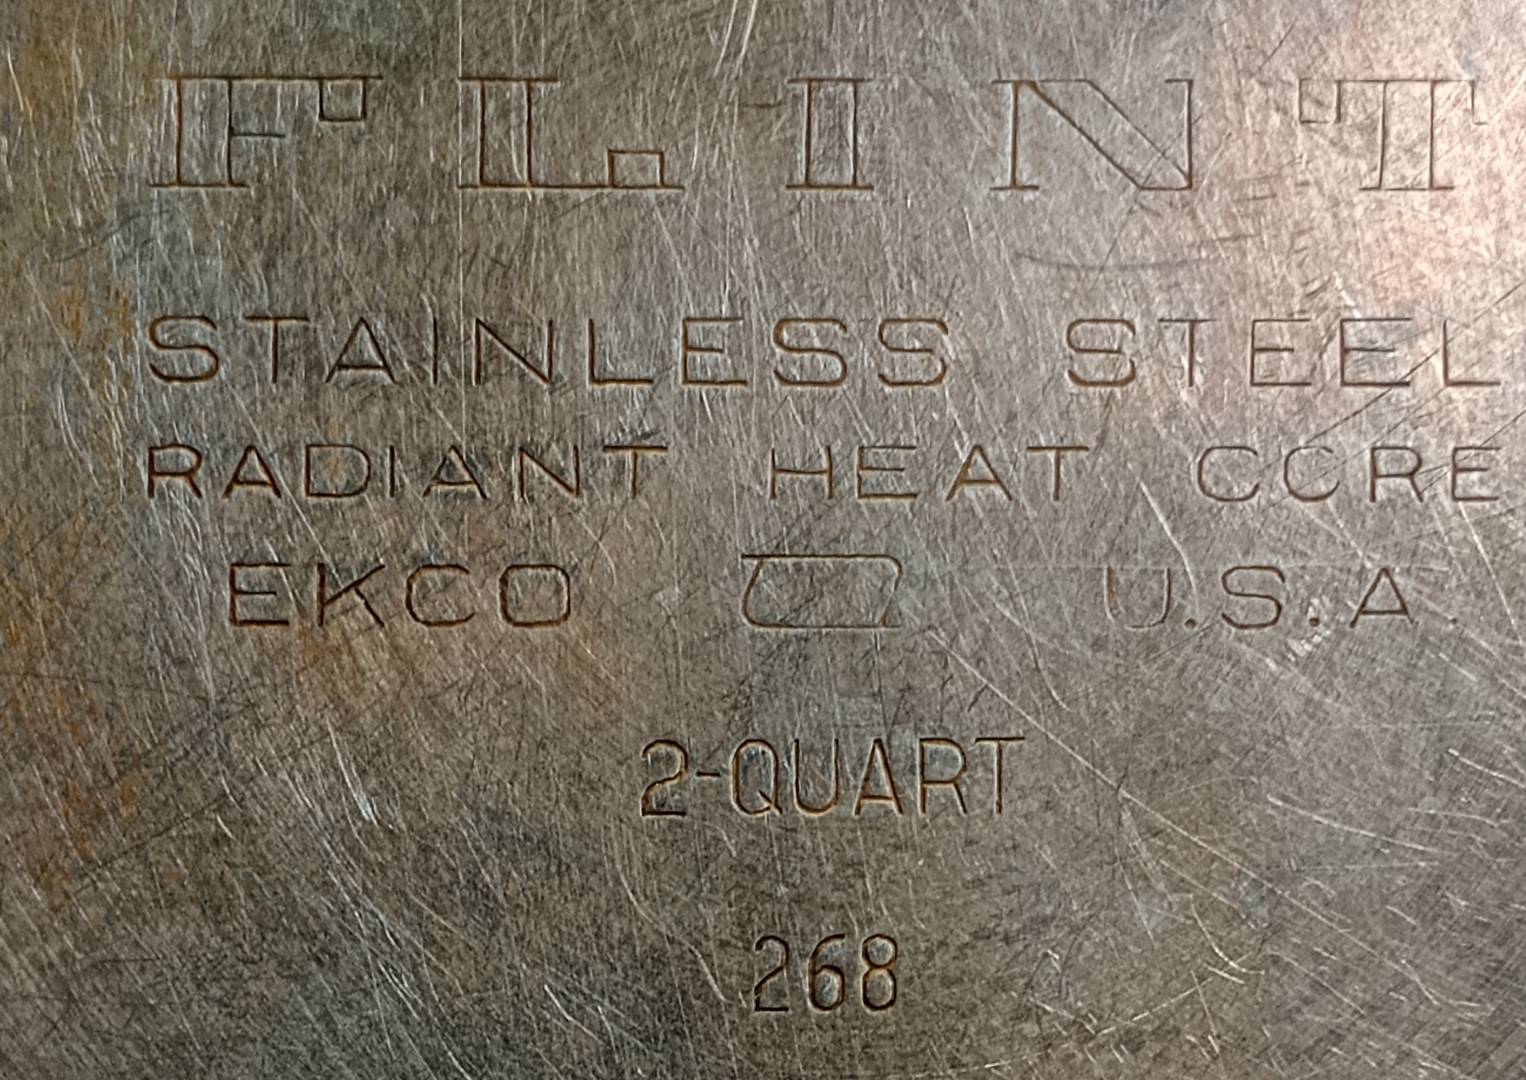 FLINT
STAINLESS STEEL
RADIANT HEAT CORE
EKCO U.S.A.
2-QUART
268